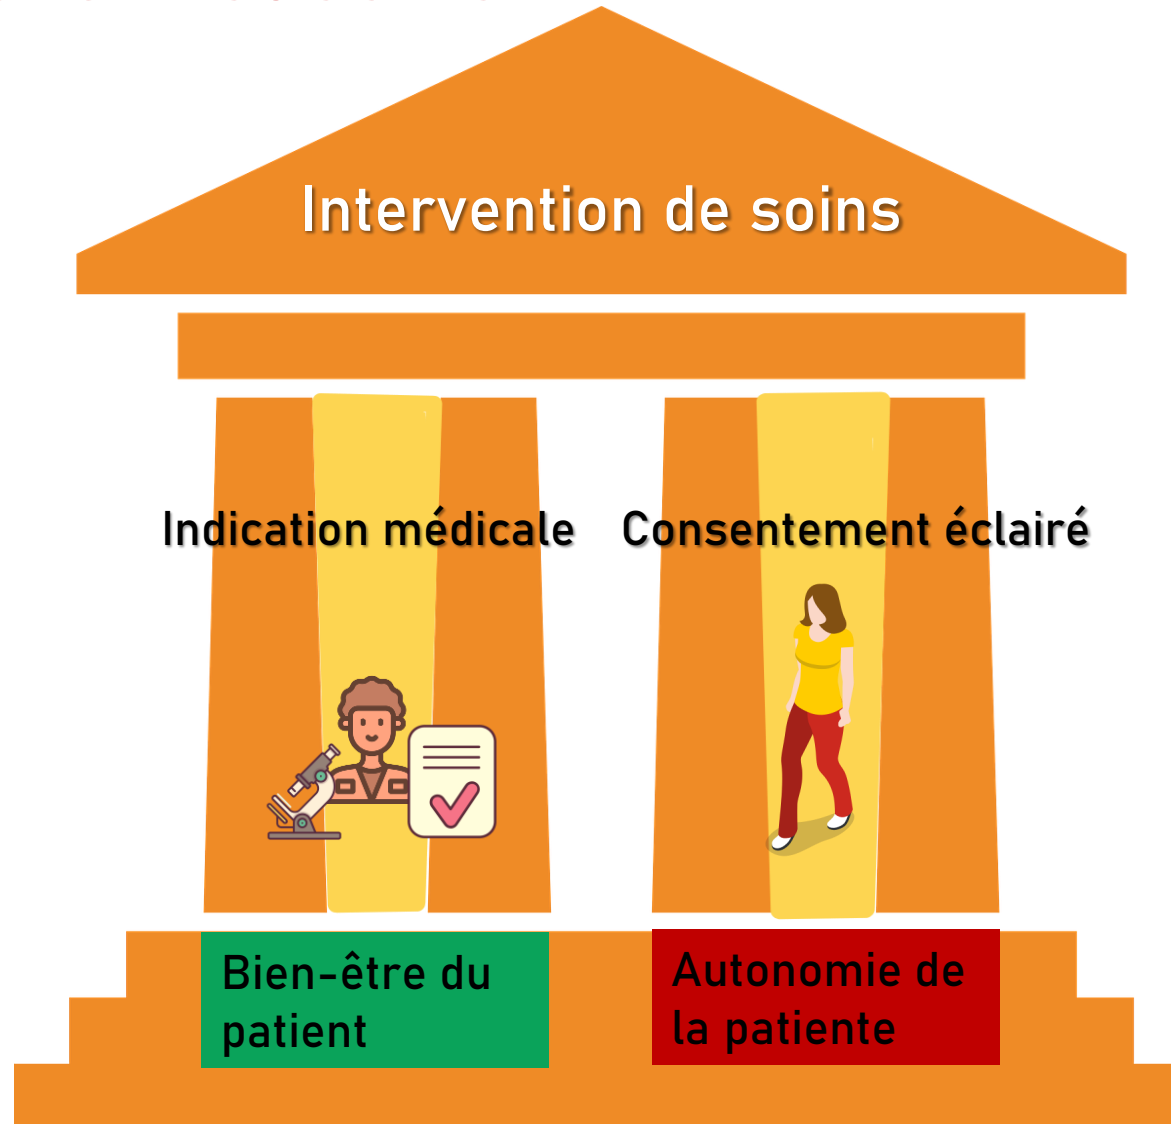 Intervention de soins
Indication médicale
Consentement éclairé
Bien-être du
patient
Autonomie de
la patiente